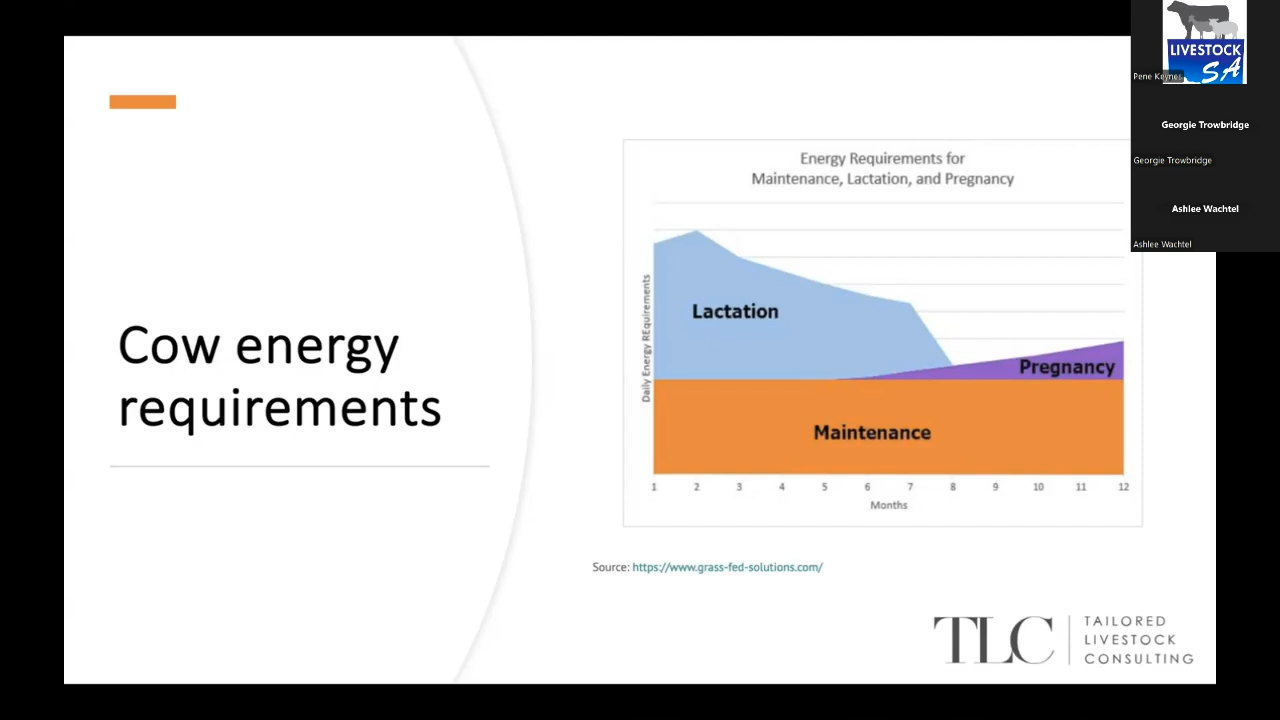 Cow energy
requirements
Energy Requirements for
Maintenance, Lactation, and Pregnancy
Daily Energy REquirements
Lactation
Pregnancy
Maintenance
1 2 3 4 5 6 7 8 9 10 11 12
Months
Source: https://www.grass-fed-solutions.com/
TLC
TAILORED
LIVESTOCK
CONSULTING
LIVESTOCK
SA
Pene Keynes
Georgie Trowbridge
Georgie Trowbridge
Ashlee Wachtel
Ashlee Wachtel